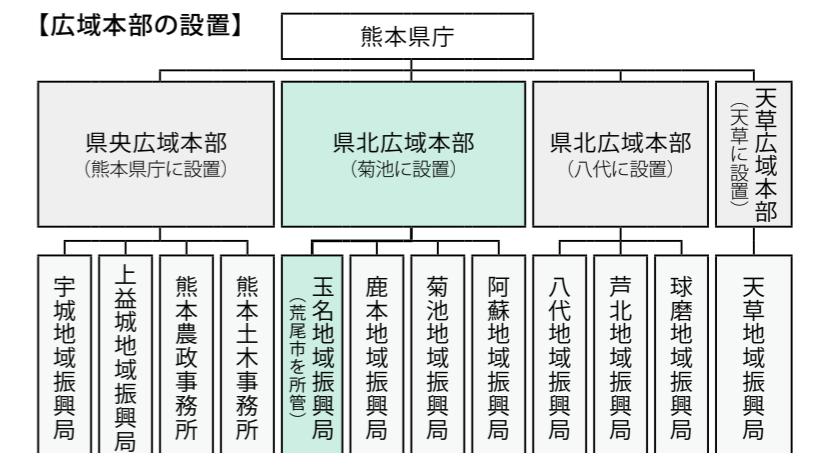 【広域本部の設置】
熊本県庁
県央広域本部
（熊本県庁に設置）
県北広域本部
（菊池に設置）
県北広域本部
（八代に設置）
天草広域本部
（天草に設置）
宇城地域振興局
上益城地域振興局
熊本農政事務所
熊本土木事務所
玉名地域振興局
（荒尾市を所管）
鹿本地域振興局
菊池地域振興局
阿蘇地域振興局
八代地域振興局
芦北地域振興局
球磨地域振興局
天草地域振興局